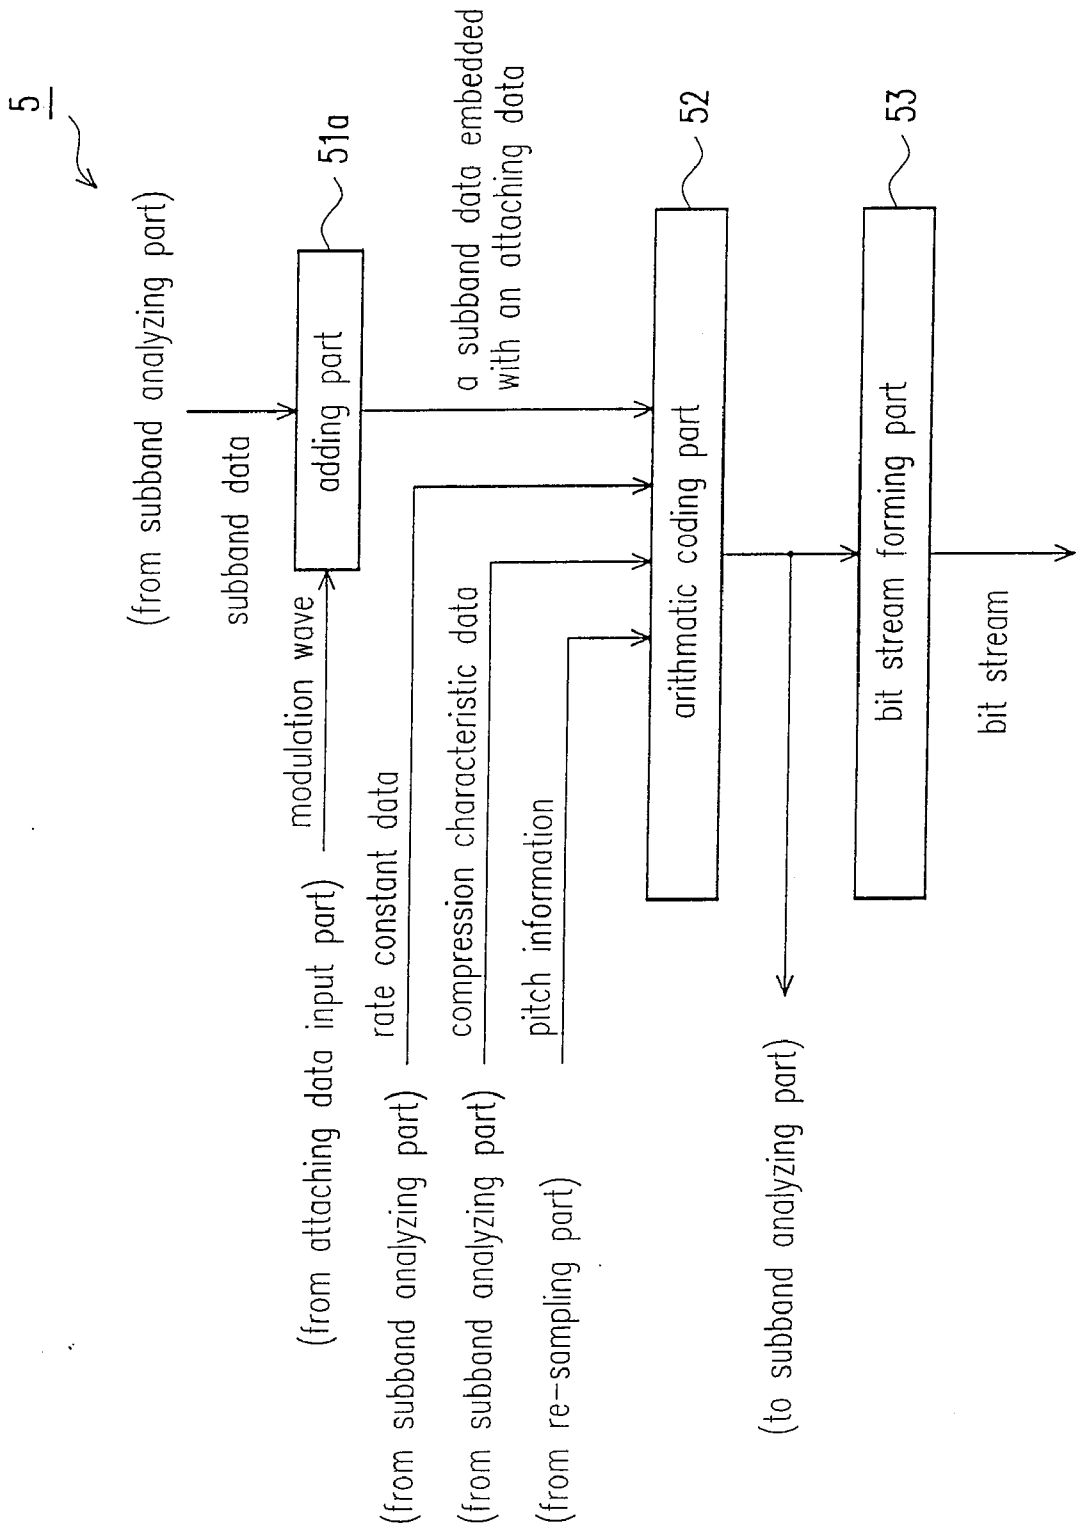 5
(from subband analyzing part)
subband data
(from attaching data input part)
modulation wave
adding part
51a
(from subband analyzing part)
rate constant data
a subband data embedded
with an attaching data
(from subband analyzing part)
compression characteristic data
(from re-sampling part)
pitch information
arithmatic coding part
52
(to subband analyzing part)
bit stream forming part
53
bit stream